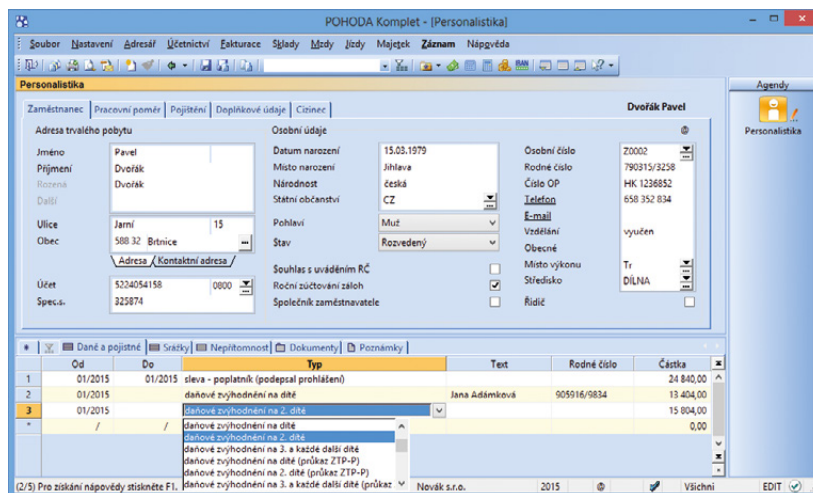 POHODA Komplet - [Personalistika]
Soubor Nastavení Adresář Účetnictví Fakturace Sklady Mzdy Jízdy Majetek Záznam Nápověda
IBAN
Personalistika
Agendy
Zaměstnanec Pracovní poměr Pojištění Doplňkové údaje Cizinec
Dvořák Pavel
Personalistika
Adresa trvalého pobytu
Osobní údaje
@
Jméno Pavel
Datum narození 15.03.1979
Osobní číslo Z0002
Příjmení Dvořák
Místo narození Jihlava
Rodné číslo 790315/3258
Rozená Dvořák
Národnost česká
Číslo OP HK 1236852
Další
Státní občanství CZ
Telefon 658 352 834
E-mail
Ulice Jarní 15
Pohlaví Muž
Vzdělání vyučen
Obec 588 32 Brtnice ...
Stav Rozvedený
Obecné
Adresa Kontaktní adresa
Souhlas s uváděním RČ
Místo výkonu Tr
Účet 5224054158 0800
Roční zúčtování záloh
Středisko DÍLNA
Spec.s. 325874
Společník zaměstnavatele
Řidič
Daně a pojistné Srážky Nepřítomnost Dokumenty Poznámky
Od Do Typ Text Rodné číslo Částka
1 01/2015 01/2015 sleva - poplatník (podepsal prohlášení) 24 840,00
2 01/2015 daňové zvýhodnění na dítě Jana Adámková 905916/9834 13 404,00
3 01/2015 daňové zvýhodnění na 2. dítě 15 804,00
* / / daňové zvýhodnění na dítě 0,00
daňové zvýhodnění na 2. dítě
daňové zvýhodnění na 3. a každé další dítě
daňové zvýhodnění na dítě (průkaz ZTP-P)
daňové zvýhodnění na 2. dítě (průkaz ZTP-P)
daňové zvýhodnění na 3. a každé další dítě (průkaz
(2/5) Pro získání nápovědy stiskněte F1. Novák s.r.o. 2015 @ Všichni EDIT